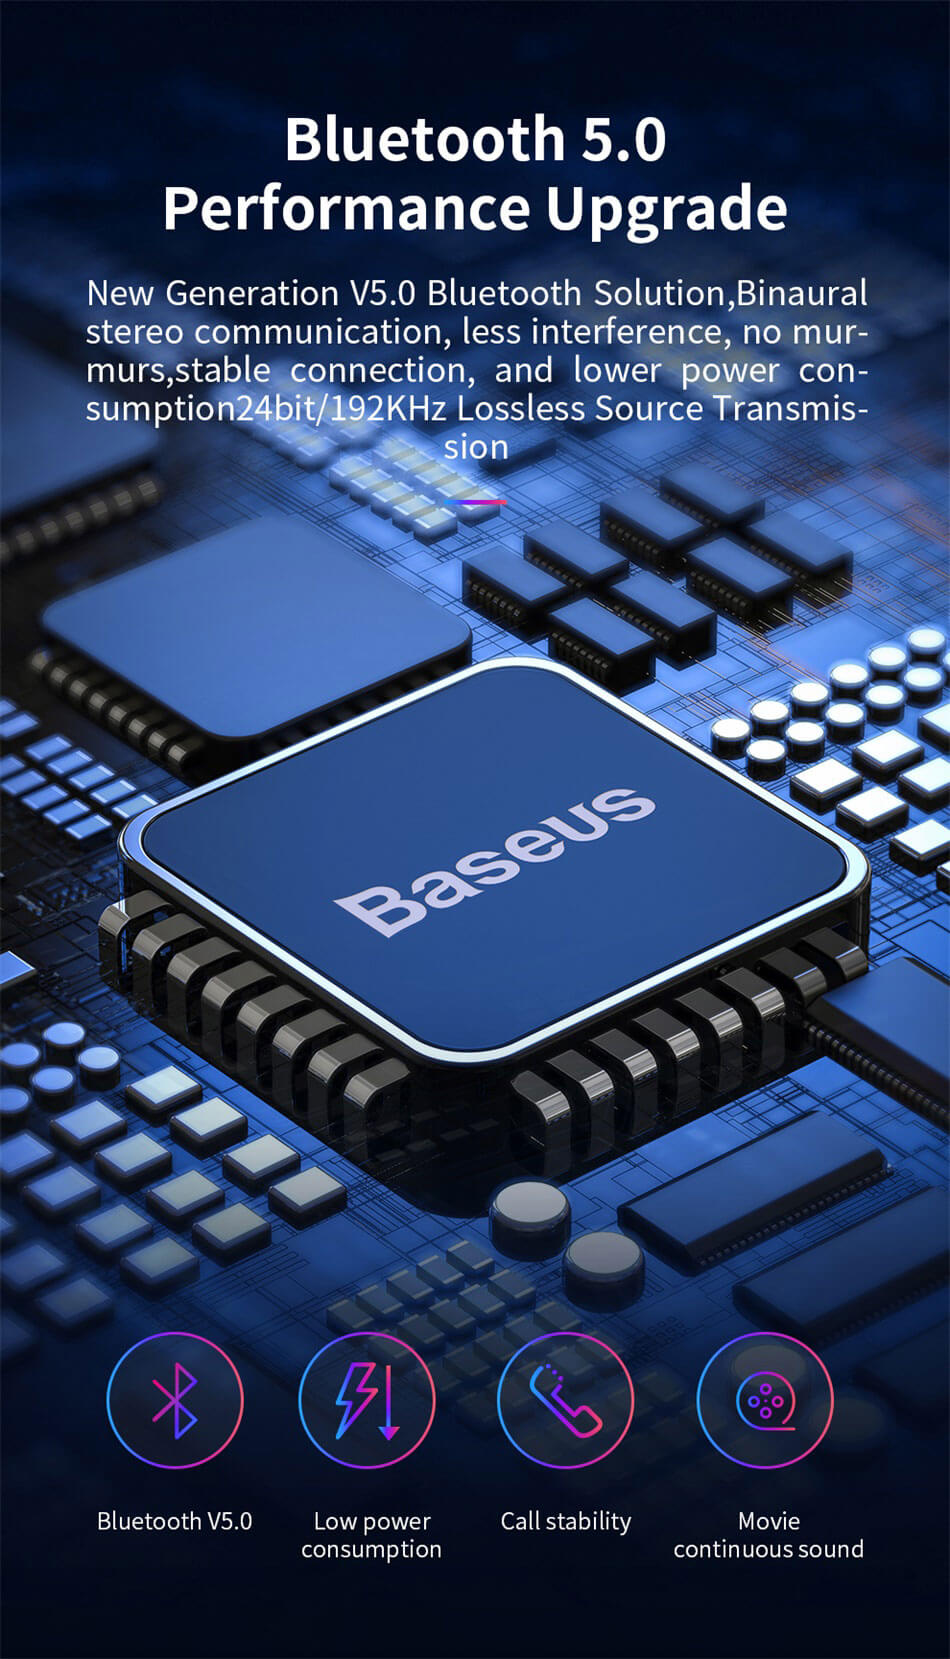 Bluetooth 5.0
Performance Upgrade
New Generation V5.0 Bluetooth Solution,Binaural
stereo communication, less interference, no mur-
murs,stable connection, and lower power con-
sumption24bit/192KHz Lossless Source Transmis-
sion
Baseus
Bluetooth V5.0
Low power
consumption
Call stability
Movie
continuous sound